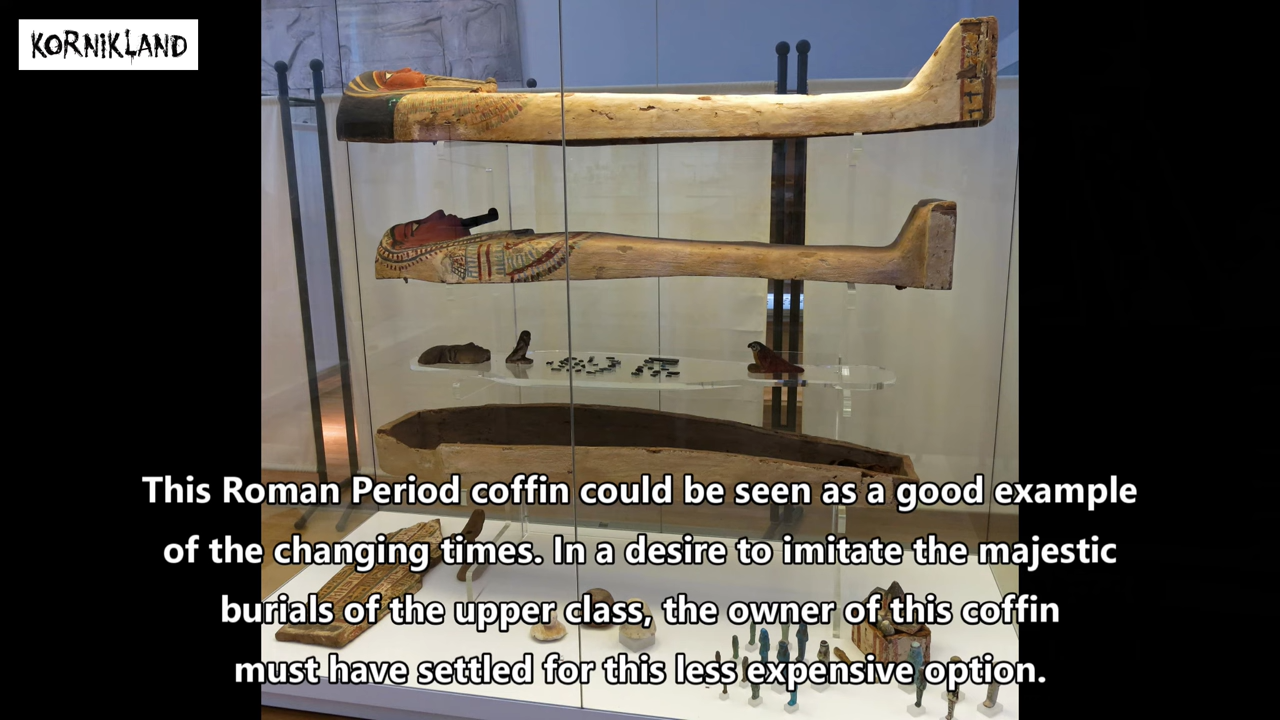 KORNIKLAND
This Roman Period coffin could be seen as a good example
of the changing times. In a desire to imitate the majestic
burials of the upper class, the owner of this coffin
must have settled for this less expensive option.